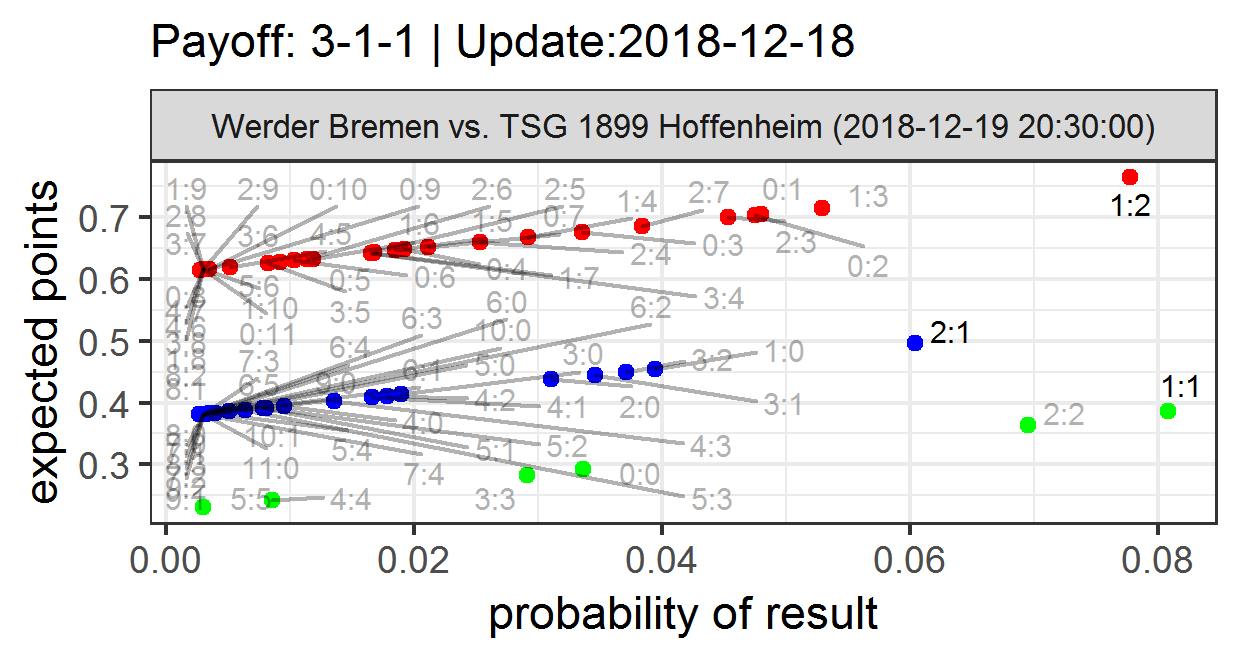 Payoff: 3-1-1 | Update:2018-12-18
Werder Bremen vs. TSG 1899 Hoffenheim (2018-12-19 20:30:00)
expected points
0.7
0.6
0.5
0.4
0.3
1:9 2:9 0:10 0:9 2:6 2:5 1:4 2:7 0:1 1:3
1:2
2:8 1:6 1:5 0:7
3:7 3:6 4:5 2:4 0:3 2:3
0:2
5:6 0:5 0:6 0:4 1:7
1:10 3:5 3:4
0:11 6:3 6:0 6:2
7:3 6:4 10:0 3:0 3:2 1:0 2:1
6:5 9:0 6:1 5:0
8:1 4:2 4:1 2:0 3:1 1:1
10:1 4:0 2:2
5:4 5:1 5:2 4:3
11:0 7:4 0:0
9:1 5:5 4:4 3:3 5:3
0.00 0.02 0.04 0.06 0.08
probability of result